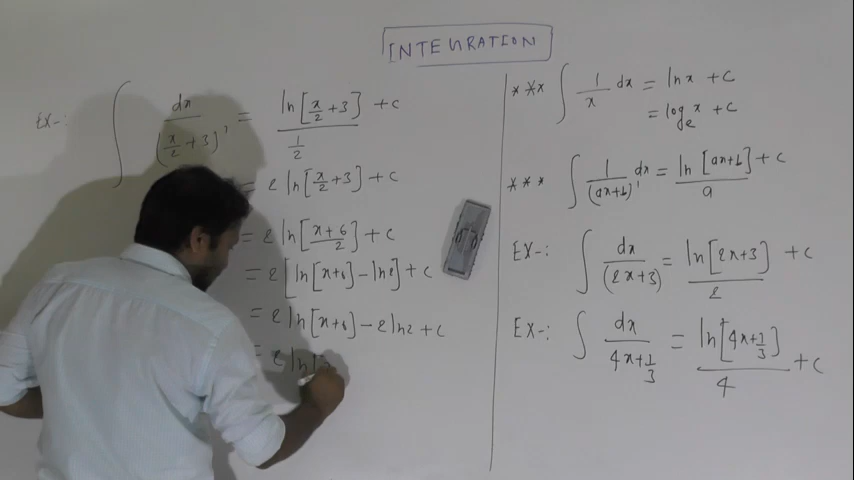 INTEGRATION
EX-: ∫ dx / (x/2 + 3)¹ = ln[x/2 + 3] / (1/2) + c
= 2 ln[x/2 + 3] + c
= 2 ln[(x+6)/2] + c
= 2[ln[x+6] - ln2] + c
= 2 ln[x+6] - 2 ln2 + c
= 2 ln[
*** ∫ 1/x dx = ln x + c
= logₑ x + c
*** ∫ 1/(ax+b)¹ dx = ln[ax+b] / a + c
EX-: ∫ dx / (2x+3) = ln[2x+3] / 2 + c
EX-: ∫ dx / (4x + 1/3) = ln[4x + 1/3] / 4 + c